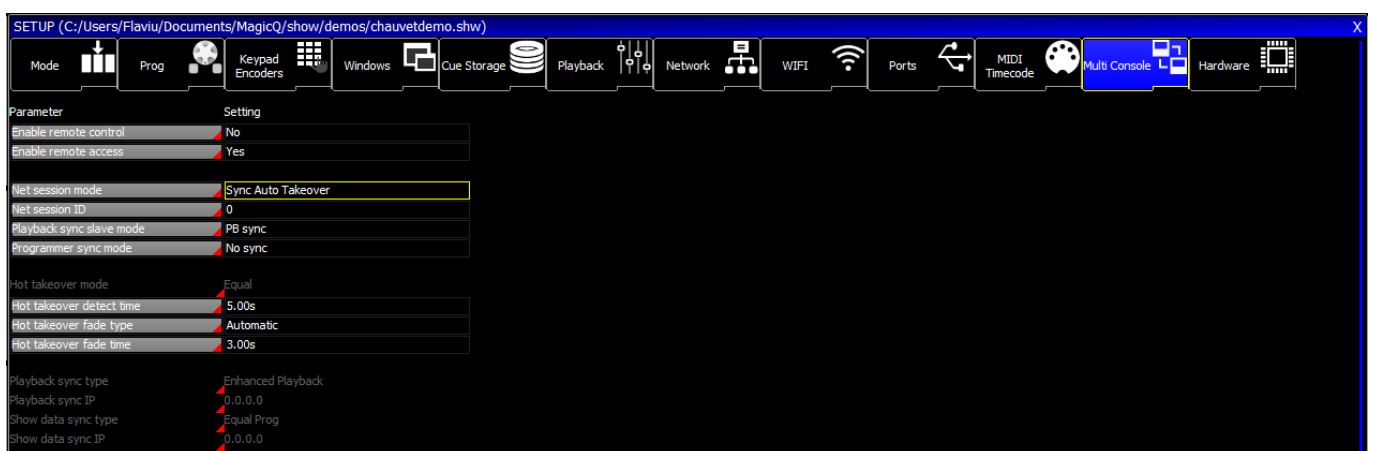 SETUP (C:/Users/Flaviu/Documents/MagicQ/show/demos/chauvetdemo.shw) X
Mode Prog Keypad Encoders Windows Cue Storage Playback Network WIFI Ports MIDI Timecode Multi Console Hardware
Parameter Setting
Enable remote control No
Enable remote access Yes
Net session mode Sync Auto Takeover
Net session ID 0
Playback sync slave mode PB sync
Programmer sync mode No sync
Hot takeover mode Equal
Hot takeover detect time 5.00s
Hot takeover fade type Automatic
Hot takeover fade time 3.00s
Playback sync type Enhanced Playback
Playback sync IP 0.0.0.0
Show data sync type Equal Prog
Show data sync IP 0.0.0.0